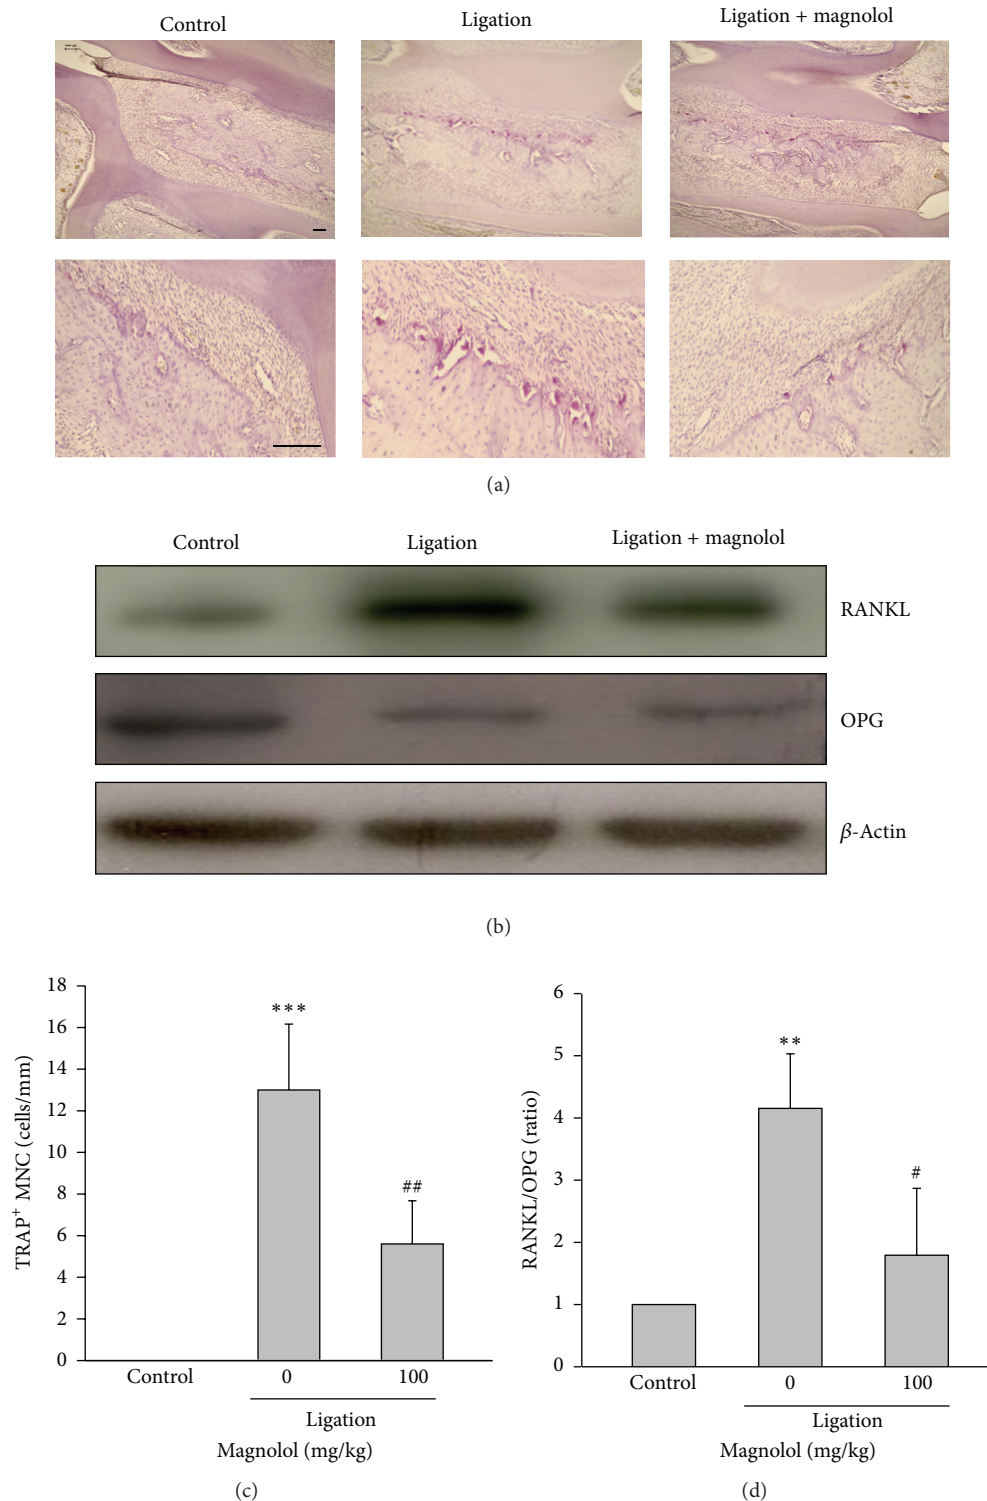 Control
Ligation
Ligation + magnolol
(a)
Control
Ligation
Ligation + magnolol
RANKL
OPG
β-Actin
(b)
TRAP⁺ MNC (cells/mm)
18
16
14
12
10
8
6
4
2
0
***
##
Control
0
100
Ligation
Magnolol (mg/kg)
(c)
RANKL/OPG (ratio)
6
5
4
3
2
1
0
**
#
Control
0
100
Ligation
Magnolol (mg/kg)
(d)